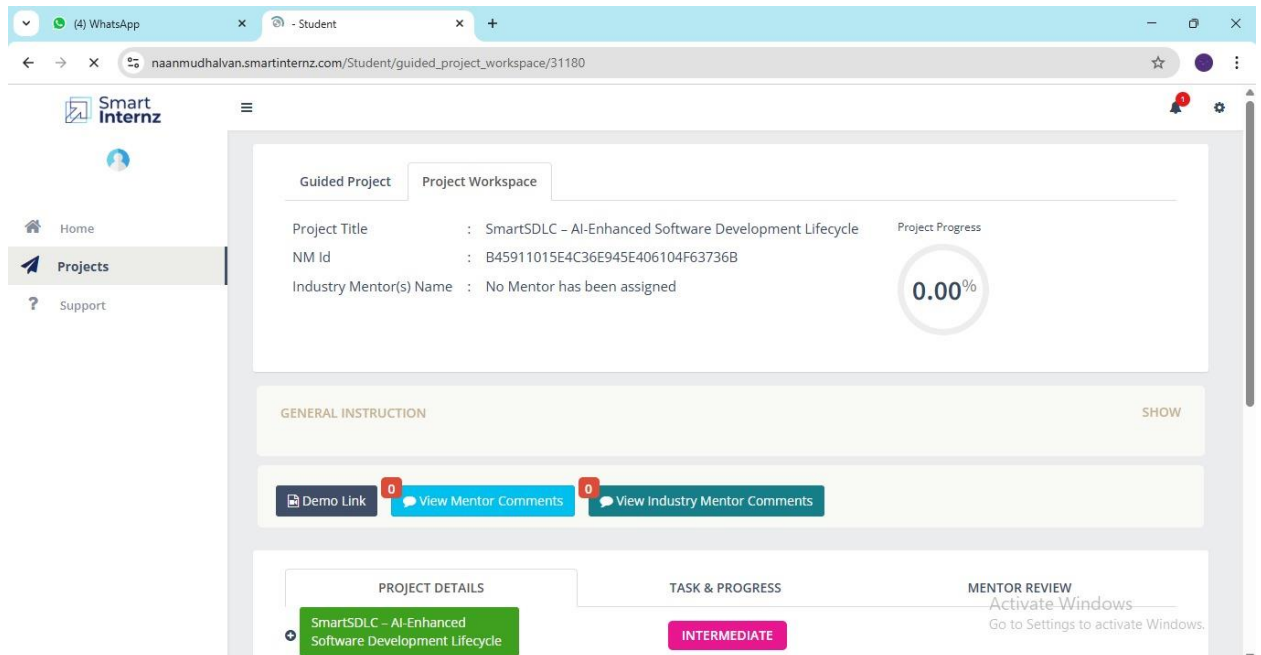 (4) WhatsApp
- Student
naanmudhalvan.smartinternz.com/Student/guided_project_workspace/31180
Smart
Internz
1
Home
Projects
? Support
Guided Project Project Workspace
Project Title : SmartSDLC – AI-Enhanced Software Development Lifecycle
NM Id : B45911015E4C36E945E406104F63736B
Industry Mentor(s) Name : No Mentor has been assigned
Project Progress
0.00%
GENERAL INSTRUCTION SHOW
Demo Link 0 View Mentor Comments 0 View Industry Mentor Comments
PROJECT DETAILS TASK & PROGRESS MENTOR REVIEW
SmartSDLC – AI-Enhanced
Software Development Lifecycle
INTERMEDIATE
Activate Windows
Go to Settings to activate Windows.